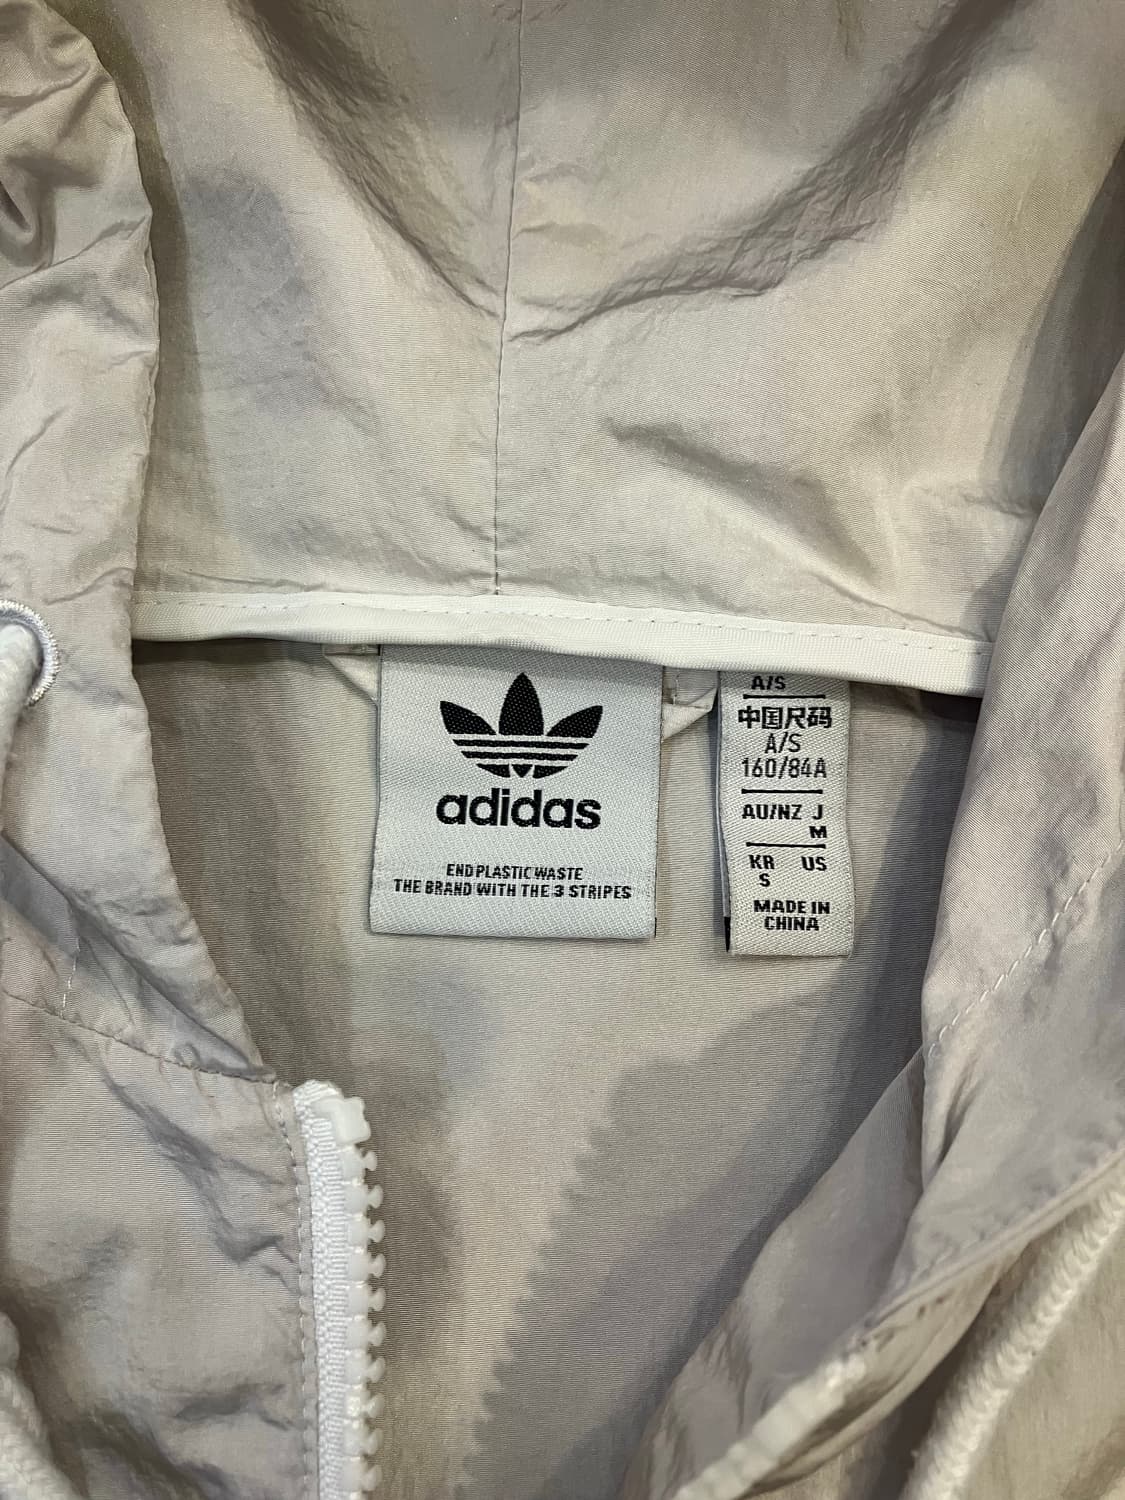 adidas
END PLASTIC WASTE
THE BRAND WITH THE 3 STRIPES
A/S
中国尺码
A/S
160/84A
AU/NZ J
M
KR US
S
MADE IN
CHINA